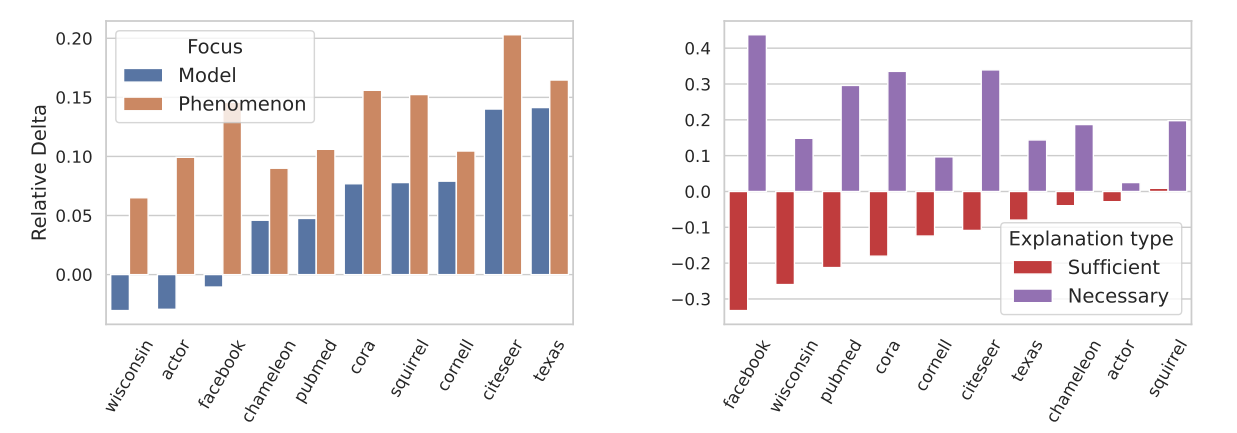 Relative Delta
0.20
0.15
0.10
0.05
0.00
Focus
Model
Phenomenon
wisconsin
actor
facebook
chameleon
pubmed
cora
squirrel
cornell
citeseer
texas
0.4
0.3
0.2
0.1
0.0
−0.1
−0.2
−0.3
Explanation type
Sufficient
Necessary
facebook
wisconsin
pubmed
cora
cornell
citeseer
texas
chameleon
actor
squirrel